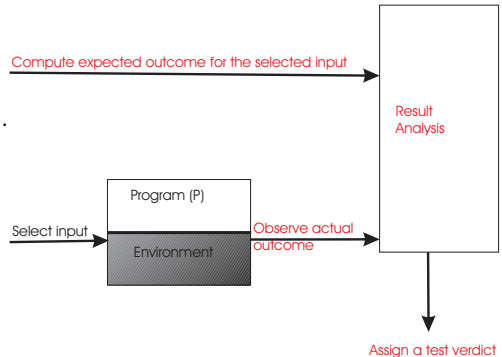 Compute expected outcome for the selected input
Result
Analysis
.
Program (P)
Select input
Observe actual
outcome
Environment
Assign a test verdict